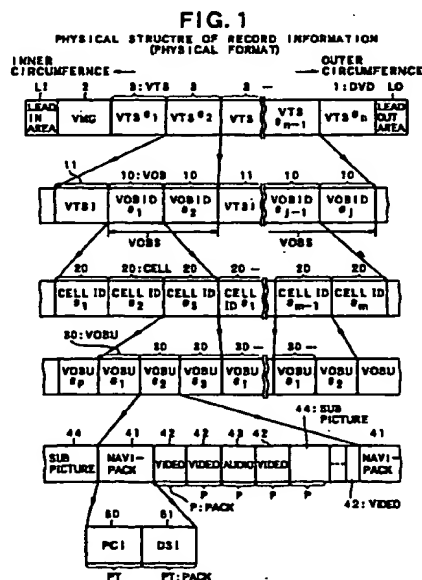 FIG. 1
PHYSICAL STRUCTRE OF RECORD INFORMATION
(PHYSICAL FORMAT)
INNER CIRCUMFERNCE
OUTER CIRCUMFERNCE
LI 2 3: VTS 3 3 1: DVD LO
LEAD IN AREA VMG VTS #1 VTS #2 VTS VTS #n-1 VTS #n LEAD OUT AREA
11 10: VOB 10 11 10 10
VTSI VOBID #1 VOBID #2 VTSI VOBID #j-1 VOBID #j
VOBS VOBS
20 20: CELL 20 20 20 20
CELL ID #1 CELL ID #2 CELL ID #3 CELL ID #1 CELL ID #m-1 CELL ID #m
30: VOBU 30 30 30 30
VOBU #P VOBU #1 VOBU #2 VOBU #3 VOBU #1 VOBU #1 VOBU #2 VOBU
44: SUB PICTURE
44 41 42 42 43 42 41
SUB PICTURE NAVI-PACK VIDEO VIDEO AUDIO VIDEO NAVI-PACK
P P P P
P: PACK 42: VIDEO
50 51
PCI DSI
PT PT: PACK